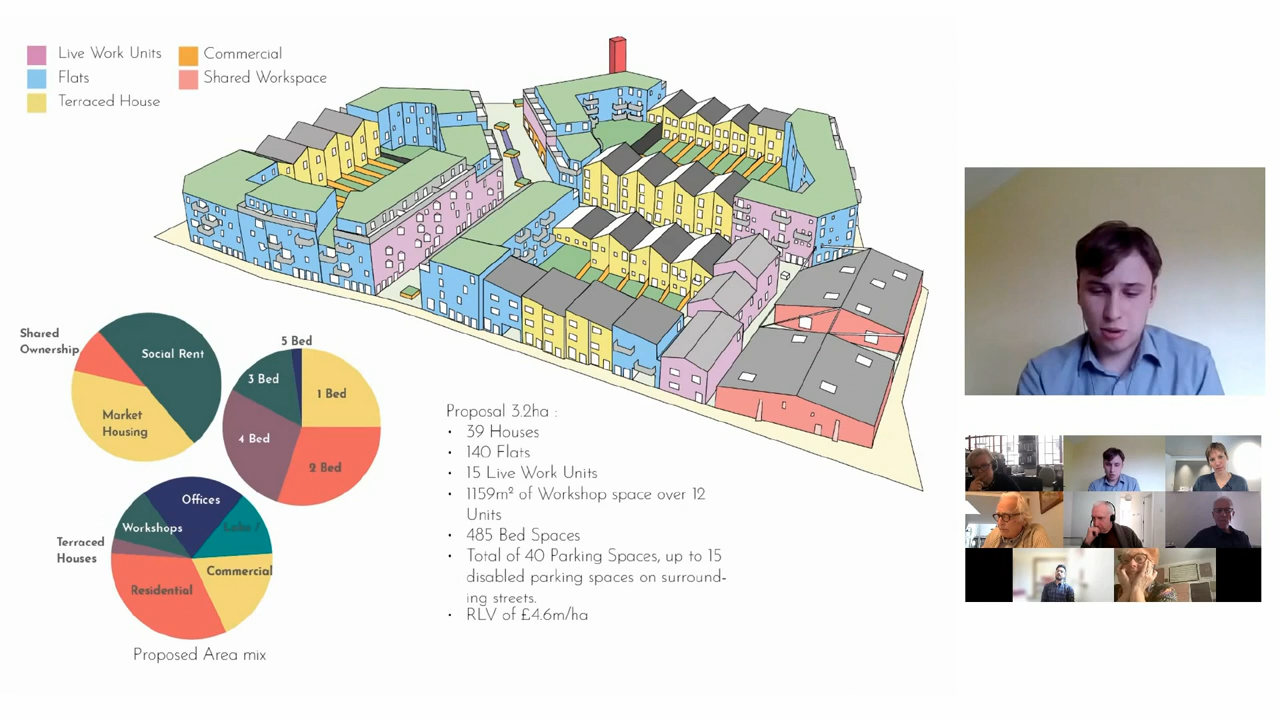 Live Work Units
Flats
Terraced House
Commercial
Shared Workspace
Shared
Ownership
Social Rent
Market
Housing
5 Bed
3 Bed
1 Bed
4 Bed
2 Bed
Offices
Workshops
Terraced
Houses
Commercial
Residential
Proposed Area mix
Proposal 3.2ha :
• 39 Houses
• 140 Flats
• 15 Live Work Units
• 1159m² of Workshop space over 12
Units
• 485 Bed Spaces
• Total of 40 Parking Spaces, up to 15
disabled parking spaces on surround-
ing streets.
• RLV of £4.6m/ha